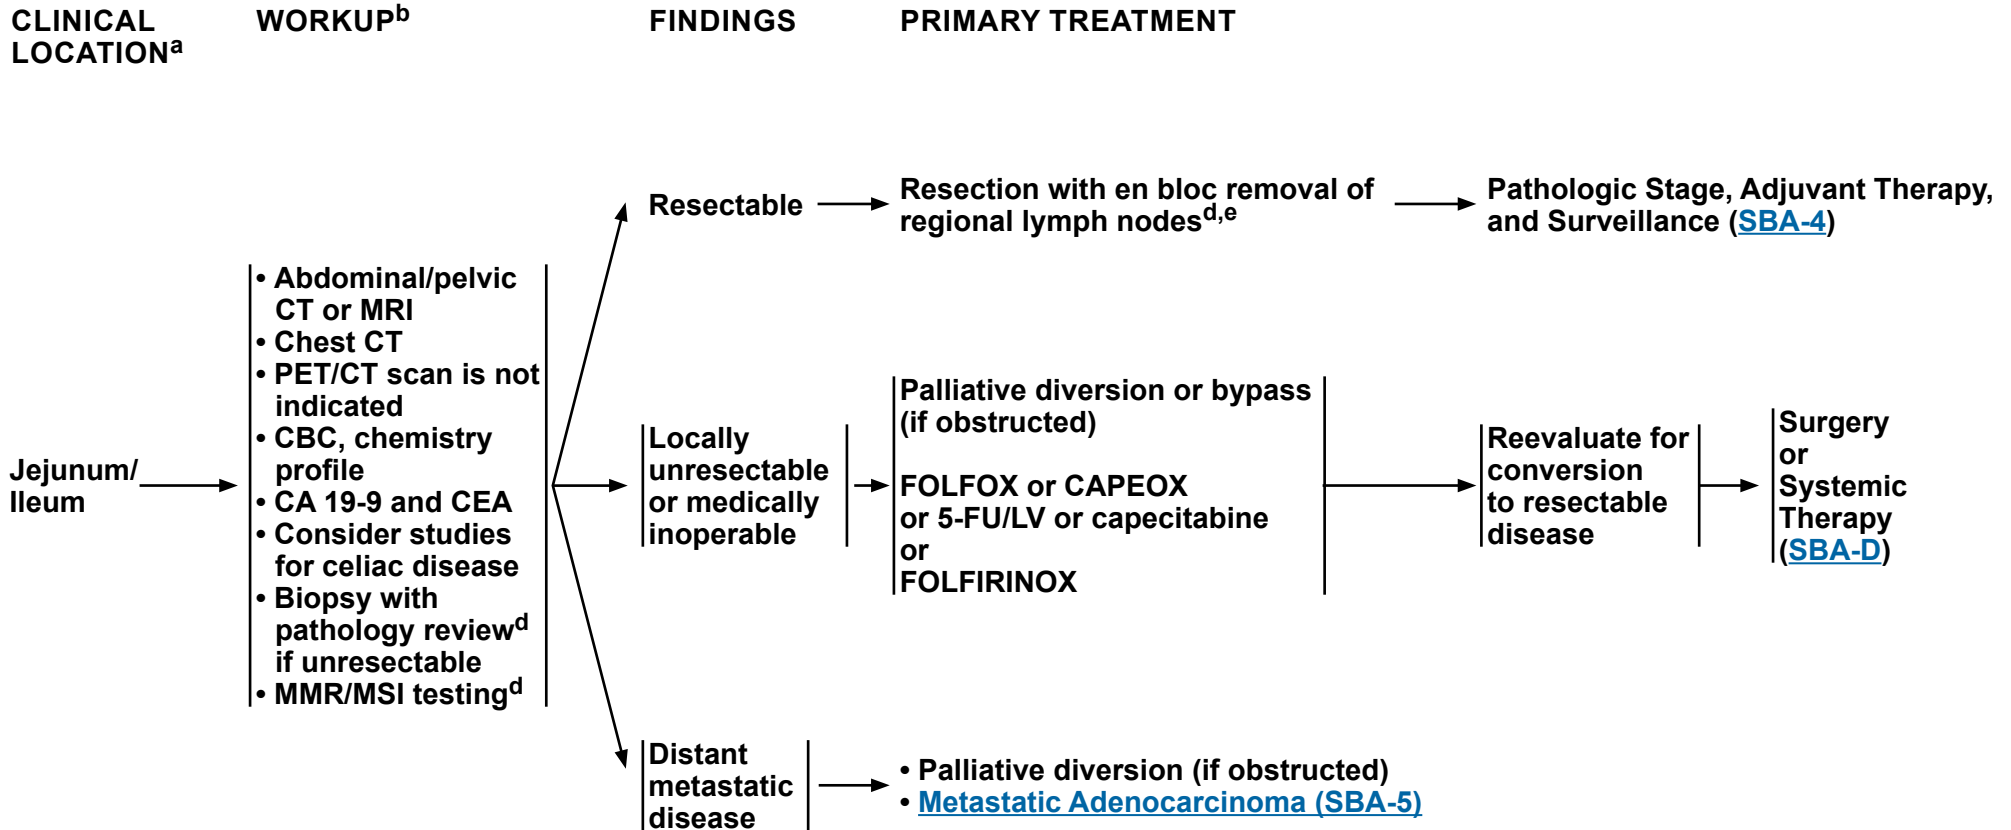 CLINICAL
LOCATIONa
WORKUPb
FINDINGS
PRIMARY TREATMENT
Jejunum/
Ileum
• Abdominal/pelvic
CT or MRI
• Chest CT
• PET/CT scan is not
indicated
• CBC, chemistry
profile
• CA 19-9 and CEA
• Consider studies
for celiac disease
• Biopsy with
pathology reviewd
if unresectable
• MMR/MSI testingd
Resectable
Resection with en bloc removal of
regional lymph nodesd,e
Pathologic Stage, Adjuvant Therapy,
and Surveillance (SBA-4)
Locally
unresectable
or medically
inoperable
Palliative diversion or bypass
(if obstructed)
FOLFOX or CAPEOX
or 5-FU/LV or capecitabine
or
FOLFIRINOX
Reevaluate for
conversion
to resectable
disease
Surgery
or
Systemic
Therapy
(SBA-D)
Distant
metastatic
disease
• Palliative diversion (if obstructed)
• Metastatic Adenocarcinoma (SBA-5)